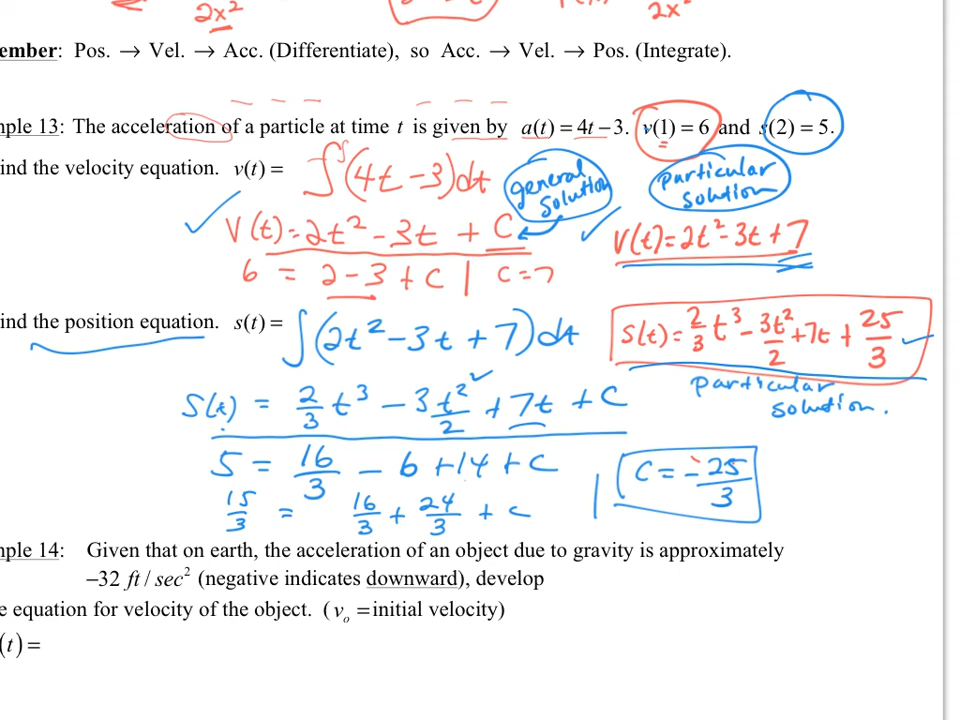 2x² 2x²
ember: Pos. → Vel. → Acc. (Differentiate), so Acc. → Vel. → Pos. (Integrate).
mple 13: The acceleration of a particle at time t is given by a(t) = 4t – 3. v(1) = 6 and s(2) = 5.
ind the velocity equation. v(t) = ∫(4t – 3)dt general solution particular solution
V(t) = 2t² – 3t + C V(t) = 2t² – 3t + 7
6 = 2 – 3 + C | C = 7
ind the position equation. s(t) = ∫(2t² – 3t + 7)dt S(t) = 2/3 t³ – 3t²/2 + 7t + 25/3
particular solution.
S(t) = 2/3 t³ – 3 t²/2 + 7t + C
5 = 16/3 – 6 + 14 + C | C = –25/3
15/3 = 16/3 + 24/3 + C
mple 14: Given that on earth, the acceleration of an object due to gravity is approximately
–32 ft / sec² (negative indicates downward), develop
e equation for velocity of the object. (v₀ = initial velocity)
(t) =